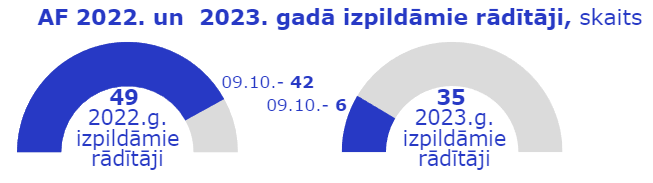 AF 2022. un 2023. gadā izpildāmie rādītāji, skaits
09.10.- 42
49
2022.g.
izpildāmie
rādītāji
09.10.- 6
35
2023.g.
izpildāmie
rādītāji